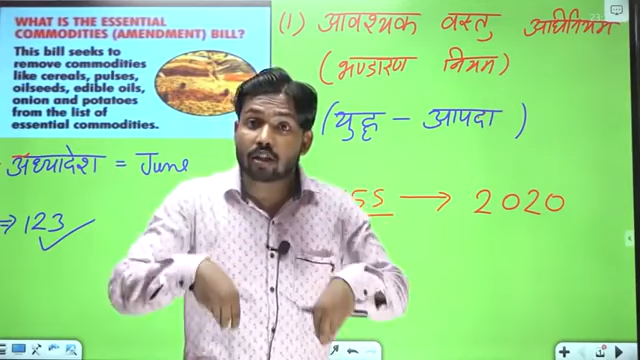 WHAT IS THE ESSENTIAL
COMMODITIES (AMENDMENT) BILL?
This bill seeks to
remove commodities
like cereals, pulses,
oilseeds, edible oils,
onion and potatoes
from the list of
essential commodities.
अध्यादेश = June
⇒ 123
(1) आवश्यक वस्तु अधिनियम
(भण्डारण नियम)
(युद्ध - आपदा)
→ 2020